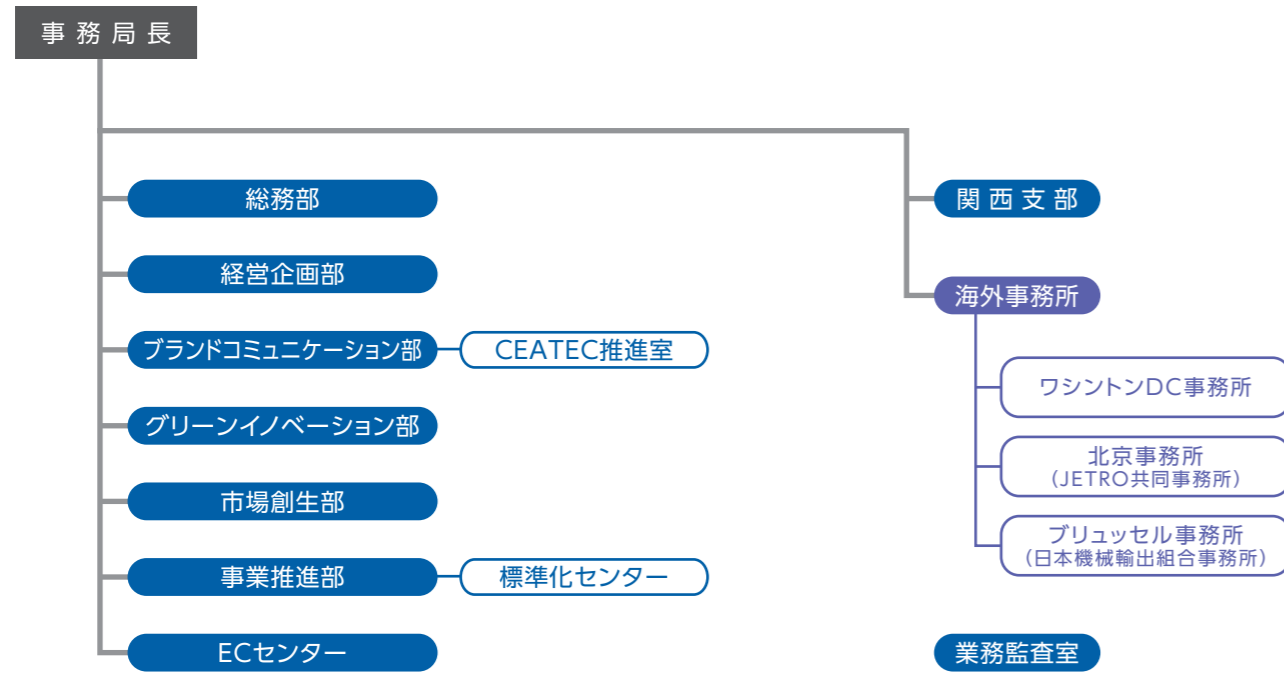 事務局長
総務部
経営企画部
ブランドコミュニケーション部
CEATEC推進室
グリーンイノベーション部
市場創生部
事業推進部
標準化センター
ECセンター
関西支部
海外事務所
ワシントンDC事務所
北京事務所
（JETRO共同事務所）
ブリュッセル事務所
（日本機械輸出組合事務所）
業務監査室